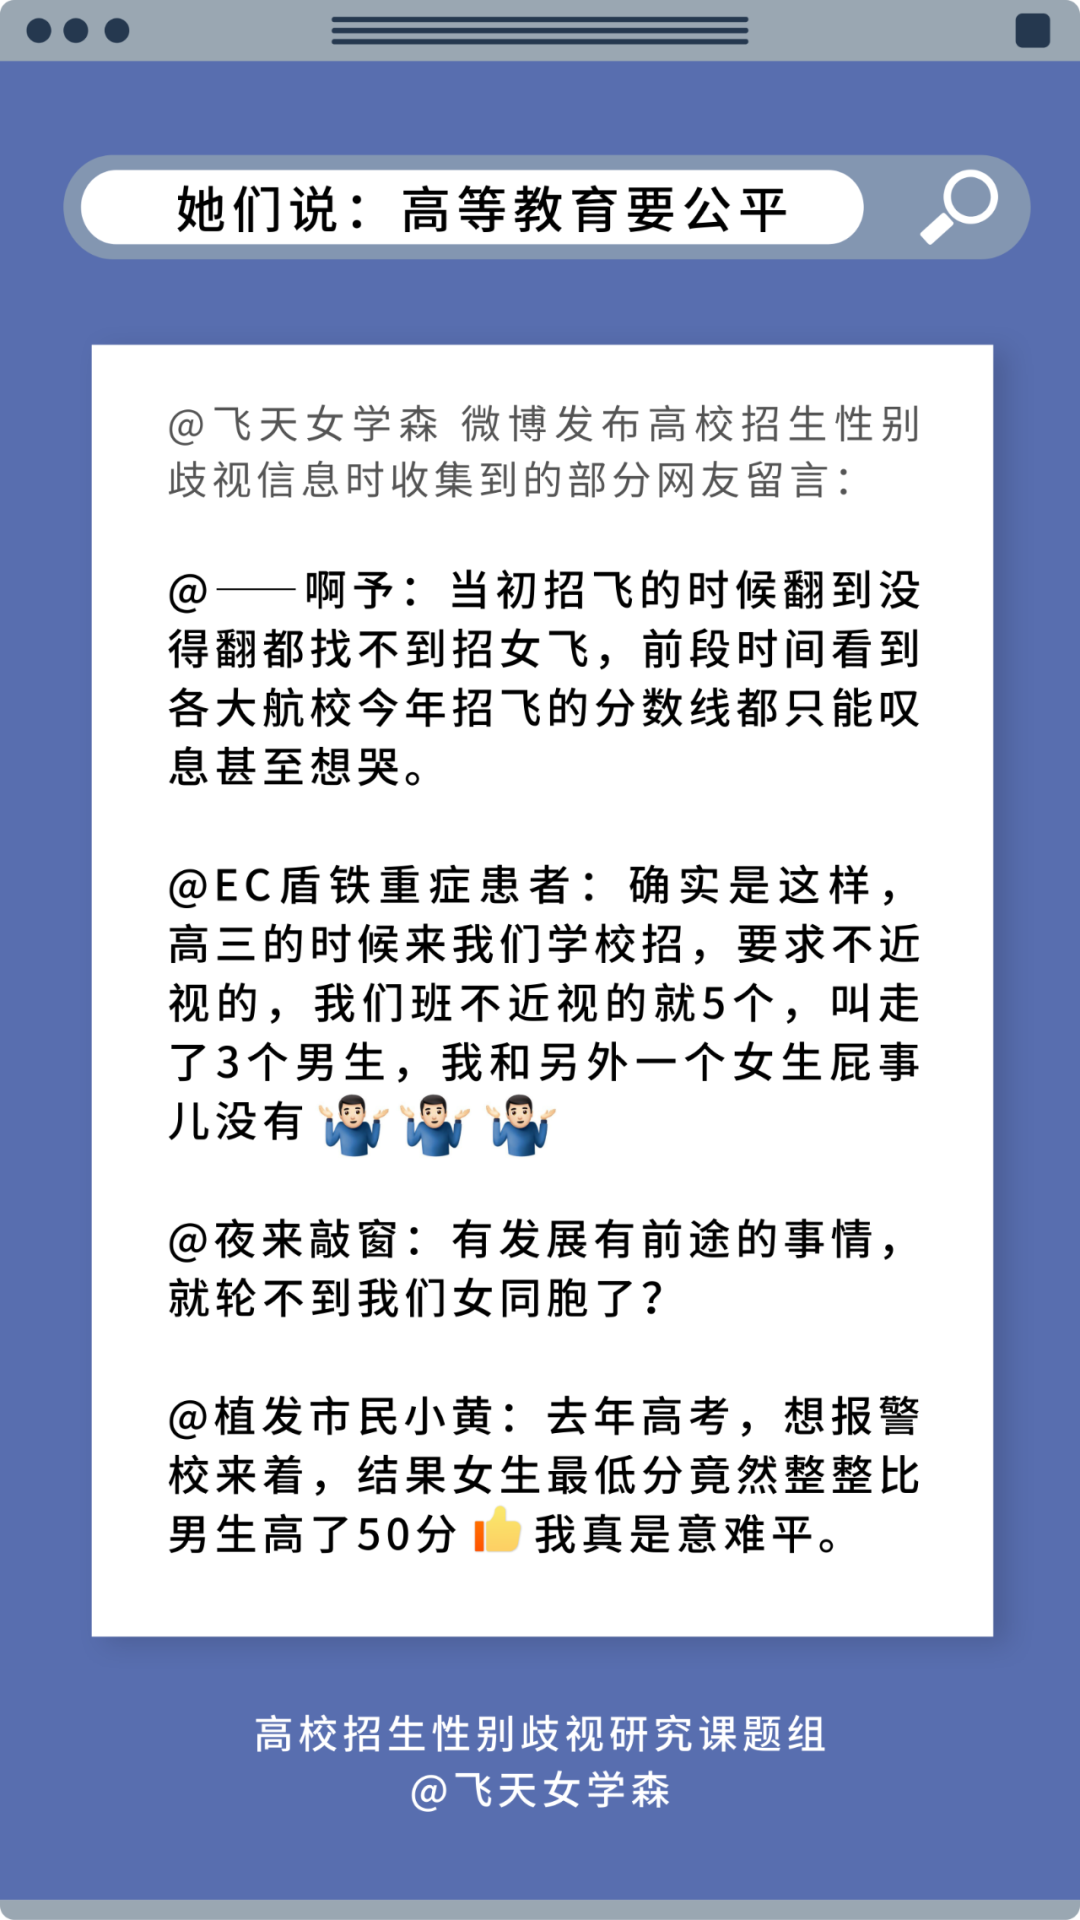 她们说：高等教育要公平
@飞天女学森 微博发布高校招生性别
歧视信息时收集到的部分网友留言：
@——啊予：当初招飞的时候翻到没
得翻都找不到招女飞，前段时间看到
各大航校今年招飞的分数线都只能叹
息甚至想哭。
@EC盾铁重症患者：确实是这样，
高三的时候来我们学校招，要求不近
视的，我们班不近视的就5个，叫走
了3个男生，我和另外一个女生屁事
儿没有🤷🏻‍♂️🤷🏻‍♂️🤷🏻‍♂️
@夜来敲窗：有发展有前途的事情，
就轮不到我们女同胞了？
@植发市民小黄：去年高考，想报警
校来着，结果女生最低分竟然整整比
男生高了50分👍我真是意难平。
高校招生性别歧视研究课题组
@飞天女学森